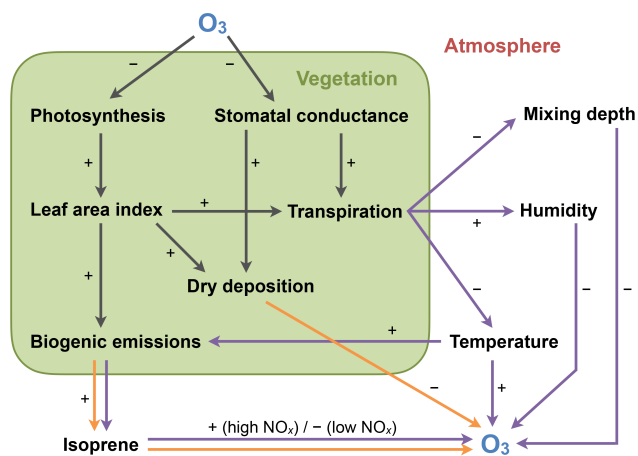 O₃
Atmosphere
– –
Vegetation
Photosynthesis Stomatal conductance Mixing depth
–
+ + +
Leaf area index + Transpiration Humidity
+
+
+ Dry deposition – – –
+
Biogenic emissions Temperature
+ – +
+ (high NOₓ) / – (low NOₓ)
Isoprene O₃